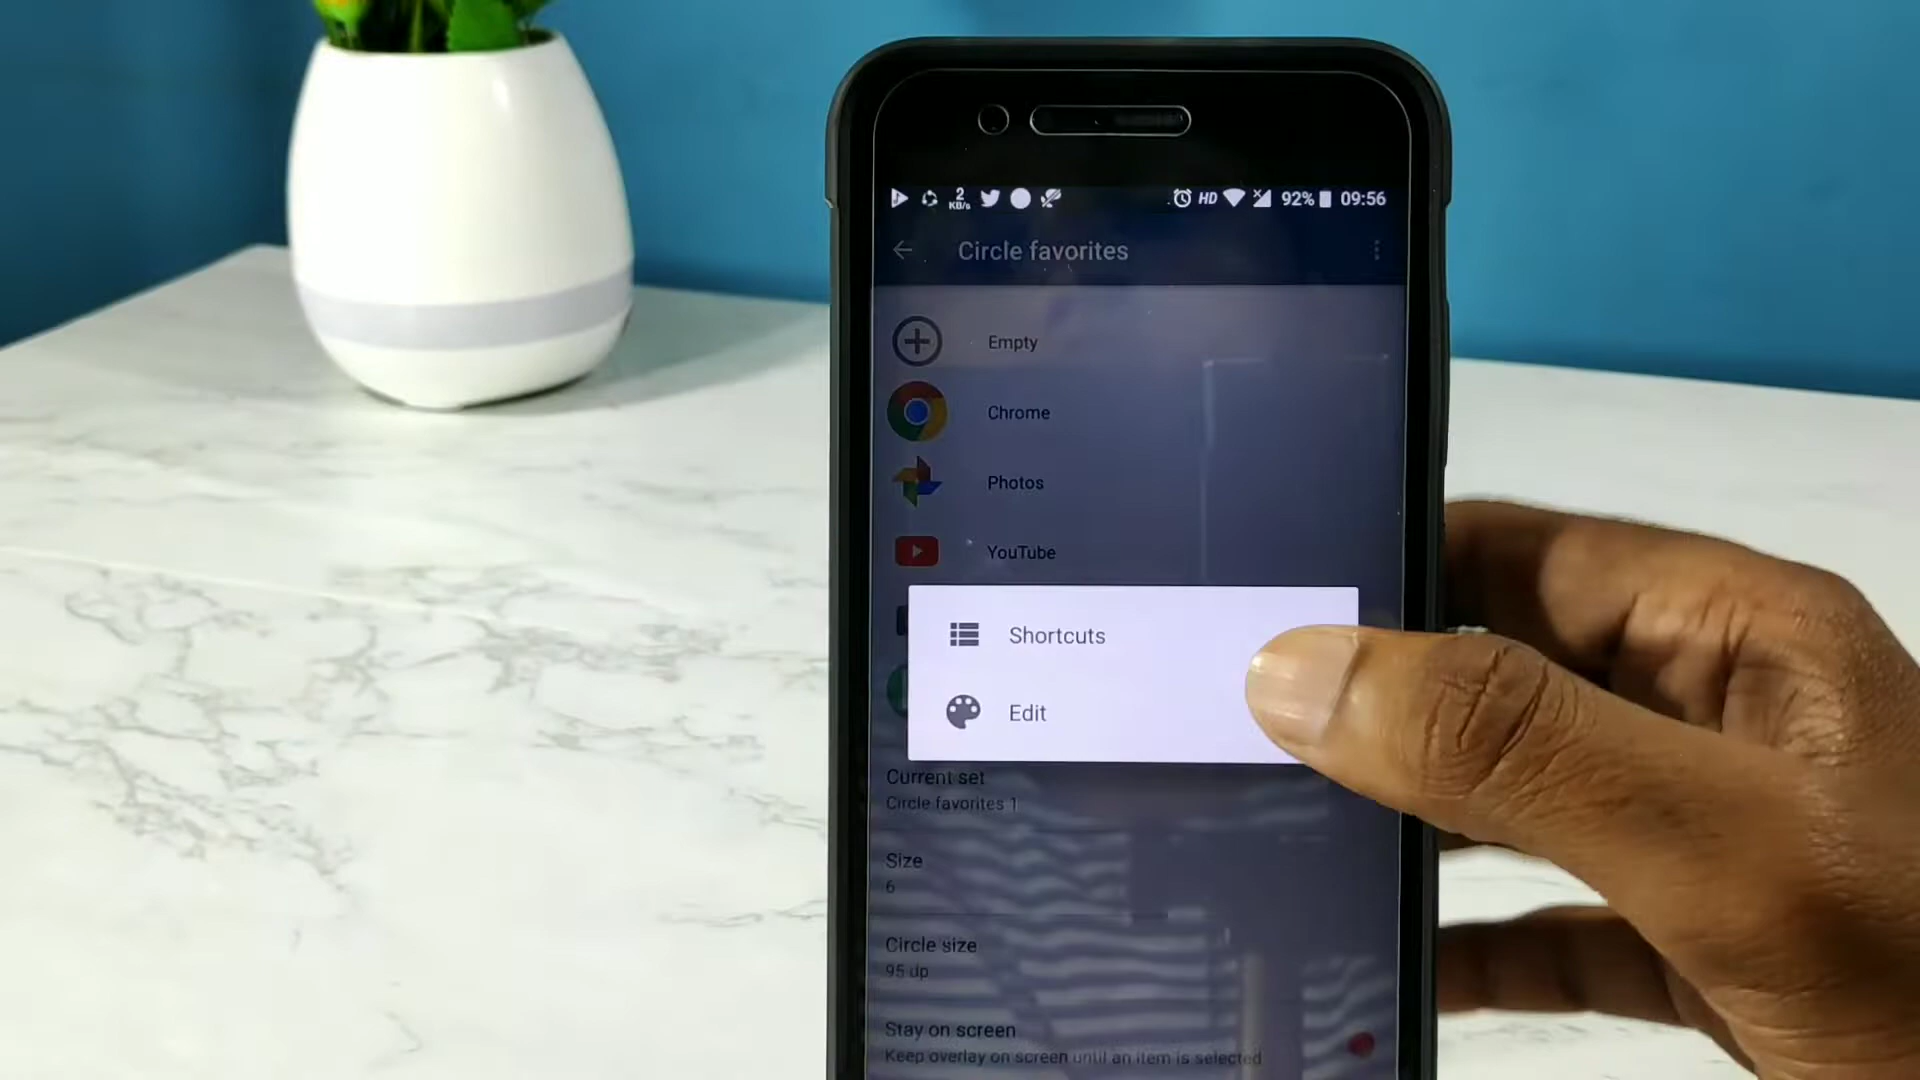 2
KB/s
HD
92%
09:56
Circle favorites
Empty
Chrome
Photos
YouTube
Shortcuts
Edit
Current set
Circle favorites 1
Size
6
Circle size
95 dp
Stay on screen
Keep overlay on screen until an item is selected